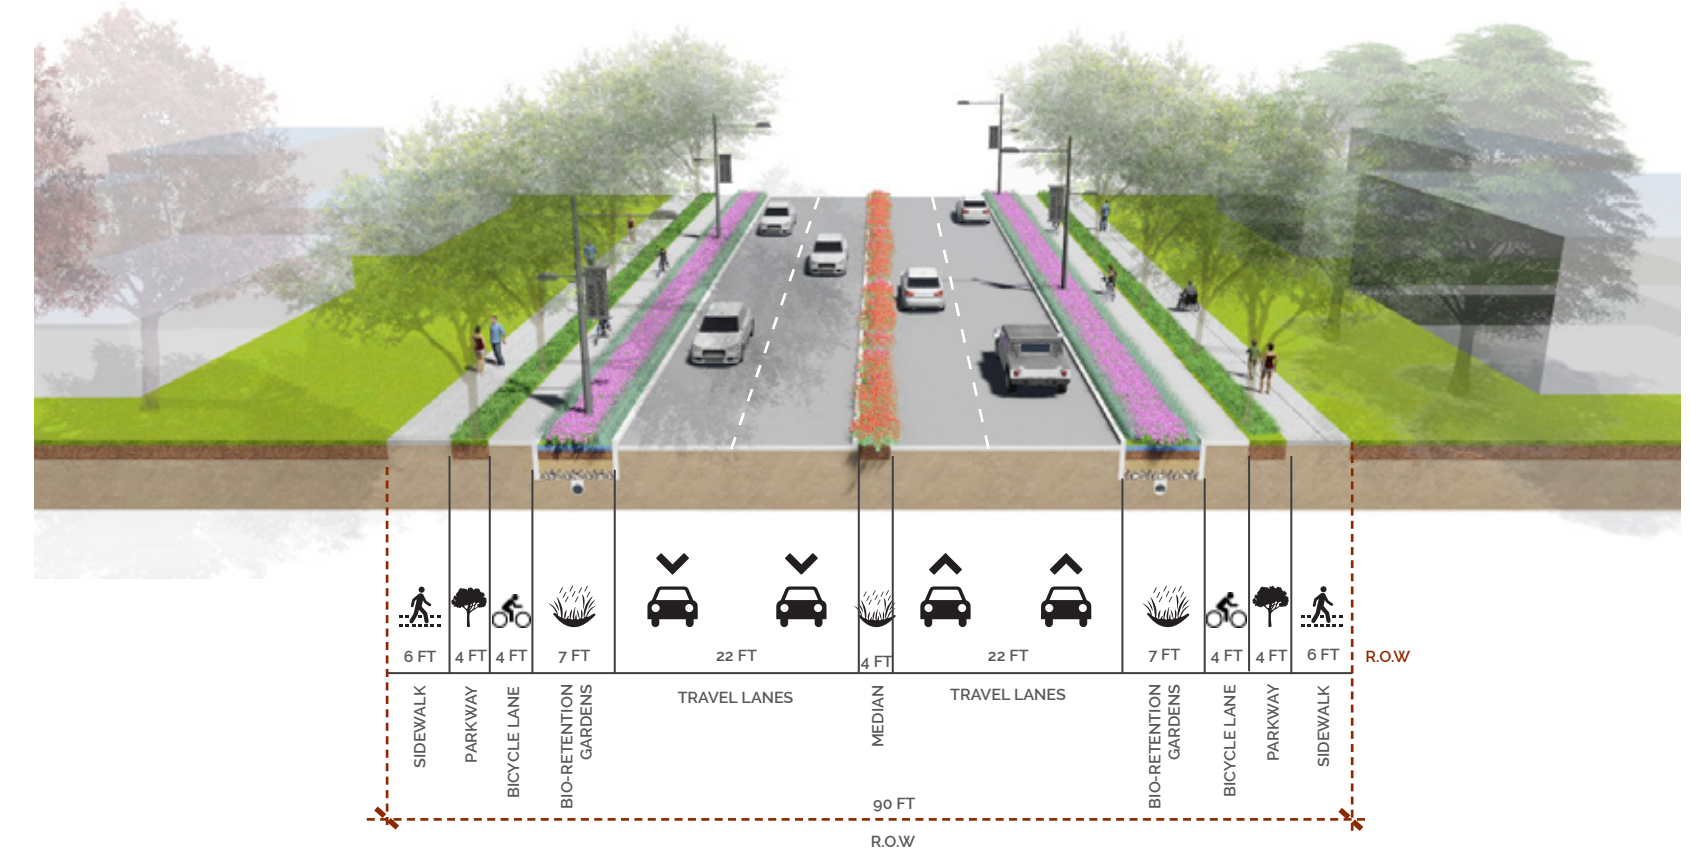 6 FT
4 FT
4 FT
7 FT
22 FT
4 FT
22 FT
7 FT
4 FT
4 FT
6 FT
R.O.W
SIDEWALK
PARKWAY
BICYCLE LANE
BIO-RETENTION
GARDENS
TRAVEL LANES
MEDIAN
TRAVEL LANES
BIO-RETENTION
GARDENS
BICYCLE LANE
PARKWAY
SIDEWALK
90 FT
R.O.W